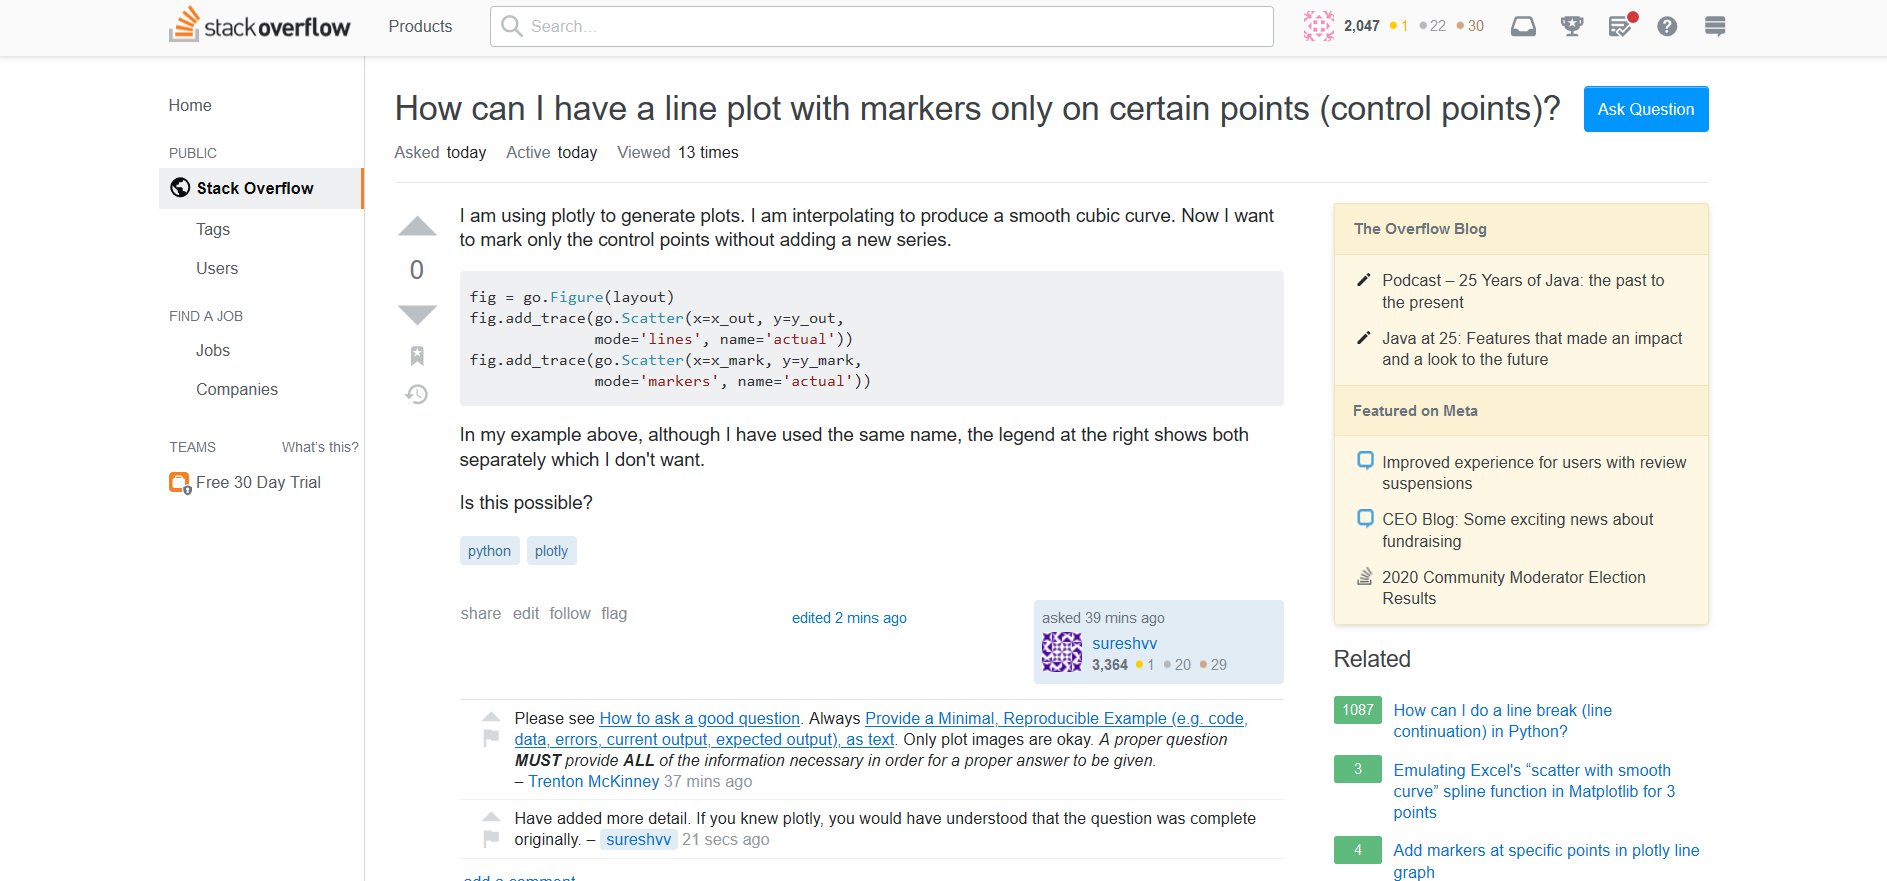 stack overflow
Products
Search...
2,047 1 22 30
Home
PUBLIC
Stack Overflow
Tags
Users
FIND A JOB
Jobs
Companies
TEAMS What's this?
Free 30 Day Trial
How can I have a line plot with markers only on certain points (control points)?
Ask Question
Asked today Active today Viewed 13 times
0
I am using plotly to generate plots. I am interpolating to produce a smooth cubic curve. Now I want
to mark only the control points without adding a new series.
fig = go.Figure(layout)
fig.add_trace(go.Scatter(x=x_out, y=y_out,
mode='lines', name='actual'))
fig.add_trace(go.Scatter(x=x_mark, y=y_mark,
mode='markers', name='actual'))
In my example above, although I have used the same name, the legend at the right shows both
separately which I don't want.
Is this possible?
python plotly
share edit follow flag
edited 2 mins ago
asked 39 mins ago
sureshvv
3,364 1 20 29
Please see How to ask a good question. Always Provide a Minimal, Reproducible Example (e.g. code,
data, errors, current output, expected output), as text. Only plot images are okay. A proper question
MUST provide ALL of the information necessary in order for a proper answer to be given.
– Trenton McKinney 37 mins ago
Have added more detail. If you knew plotly, you would have understood that the question was complete
originally. – sureshvv 21 secs ago
add a comment
The Overflow Blog
Podcast – 25 Years of Java: the past to
the present
Java at 25: Features that made an impact
and a look to the future
Featured on Meta
Improved experience for users with review
suspensions
CEO Blog: Some exciting news about
fundraising
2020 Community Moderator Election
Results
Related
1087 How can I do a line break (line
continuation) in Python?
3 Emulating Excel's “scatter with smooth
curve” spline function in Matplotlib for 3
points
4 Add markers at specific points in plotly line
graph